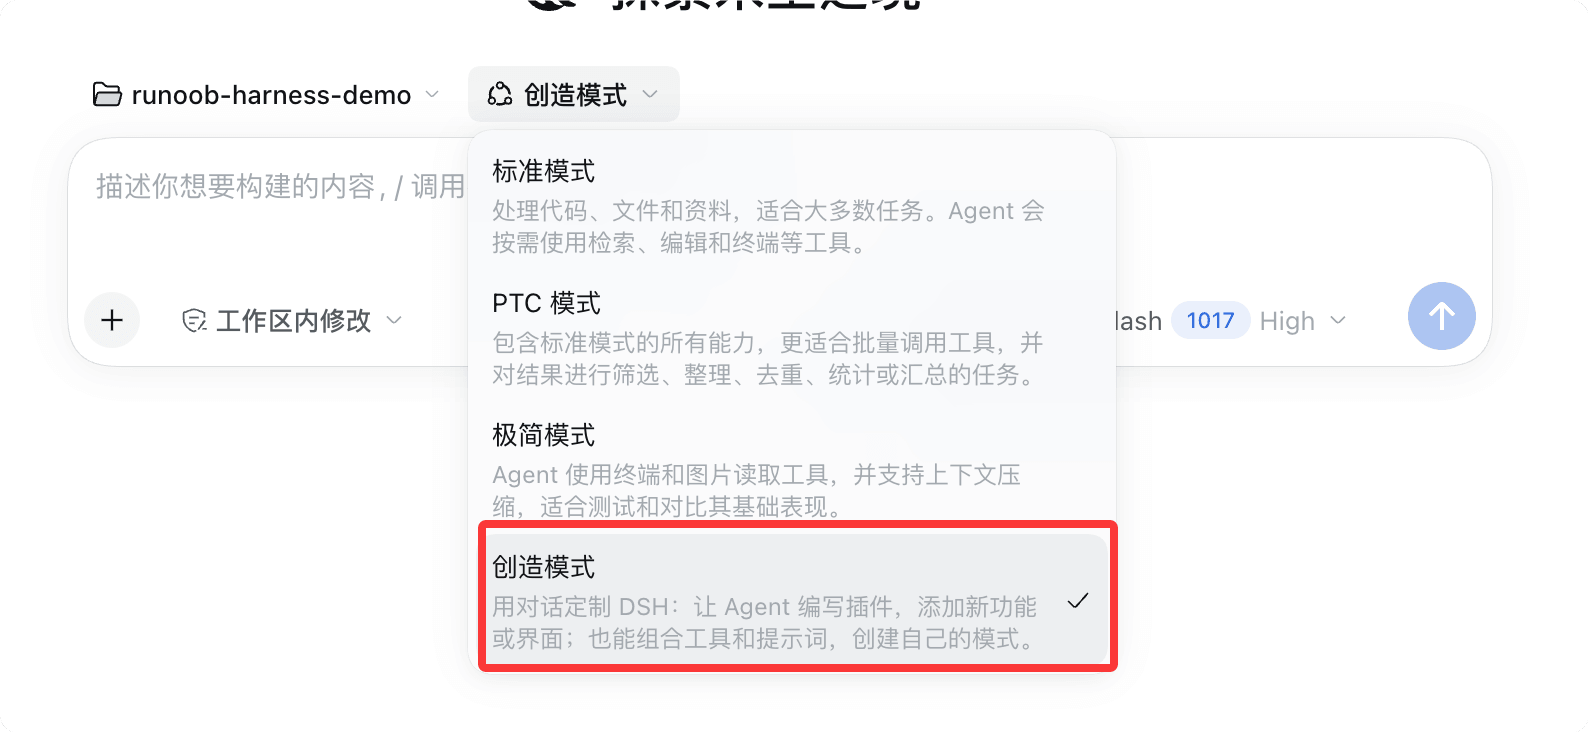 runoob-harness-demo
创造模式
描述你想要构建的内容, / 调用
标准模式
处理代码、文件和资料，适合大多数任务。Agent 会
按需使用检索、编辑和终端等工具。
PTC 模式
包含标准模式的所有能力，更适合批量调用工具，并
对结果进行筛选、整理、去重、统计或汇总的任务。
极简模式
Agent 使用终端和图片读取工具，并支持上下文压
缩，适合测试和对比其基础表现。
创造模式
用对话定制 DSH：让 Agent 编写插件，添加新功能
或界面；也能组合工具和提示词，创建自己的模式。
工作区内修改
lash 1017 High